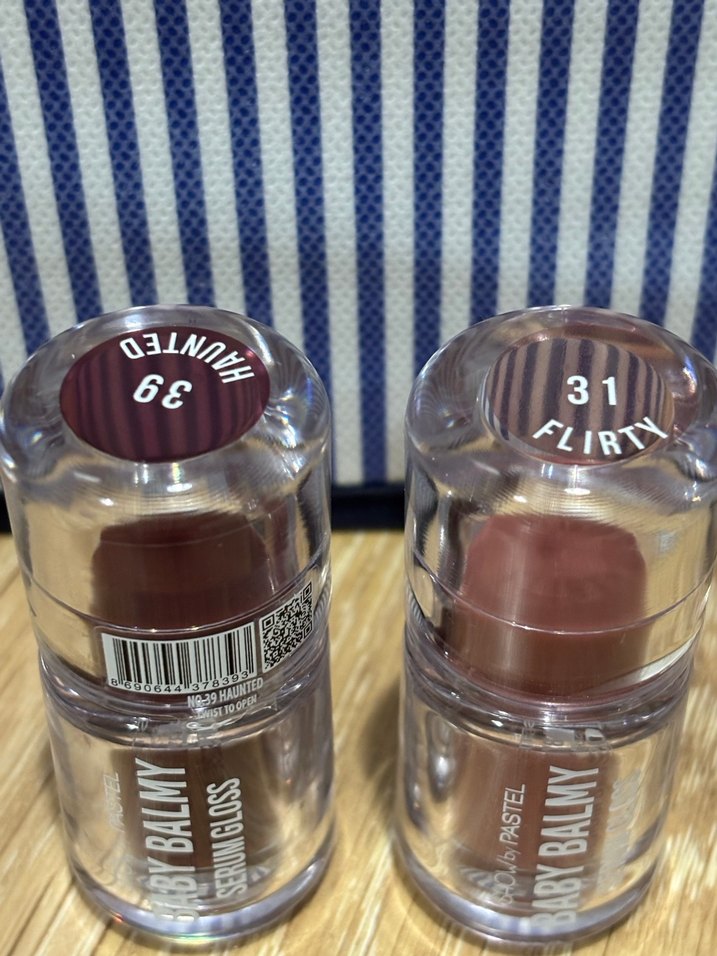 39
HAUNTED
8 690644 378393
NO.39 HAUNTED
TWIST TO OPEN
PASTEL
BABY BALMY
SERUM GLOSS
31
FLIRTY
SHOW by PASTEL
BABY BALMY